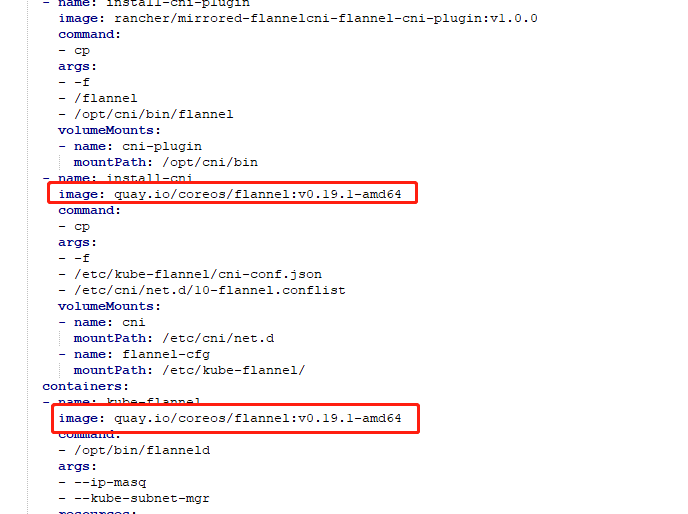 - name: install-cni-plugin
image: rancher/mirrored-flannelcni-flannel-cni-plugin:v1.0.0
command:
- cp
args:
- -f
- /flannel
- /opt/cni/bin/flannel
volumeMounts:
- name: cni-plugin
mountPath: /opt/cni/bin
- name: install-cni
image: quay.io/coreos/flannel:v0.19.1-amd64
command:
- cp
args:
- -f
- /etc/kube-flannel/cni-conf.json
- /etc/cni/net.d/10-flannel.conflist
volumeMounts:
- name: cni
mountPath: /etc/cni/net.d
- name: flannel-cfg
mountPath: /etc/kube-flannel/
containers:
- name: kube-flannel
image: quay.io/coreos/flannel:v0.19.1-amd64
command:
- /opt/bin/flanneld
args:
- --ip-masq
- --kube-subnet-mgr
resources: